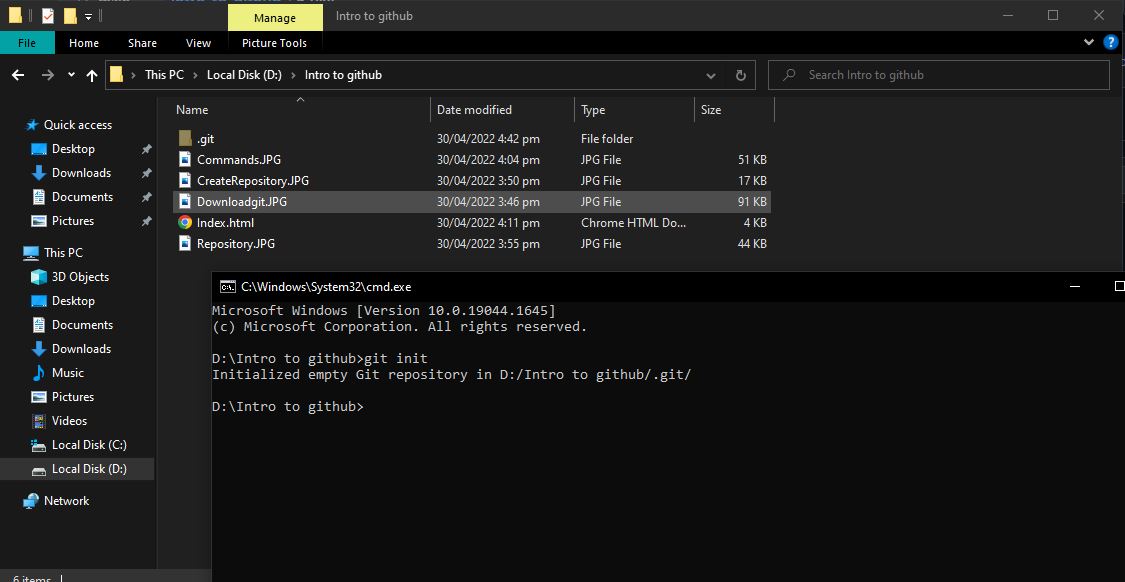 Manage
Intro to github
File
Home
Share
View
Picture Tools
This PC
Local Disk (D:)
Intro to github
Search Intro to github
Name
Date modified
Type
Size
Quick access
Desktop
Downloads
Documents
Pictures
This PC
3D Objects
Desktop
Documents
Downloads
Music
Pictures
Videos
Local Disk (C:)
Local Disk (D:)
Network
.git 30/04/2022 4:42 pm File folder
Commands.JPG 30/04/2022 4:04 pm JPG File 51 KB
CreateRepository.JPG 30/04/2022 3:50 pm JPG File 17 KB
Downloadgit.JPG 30/04/2022 3:46 pm JPG File 91 KB
Index.html 30/04/2022 4:11 pm Chrome HTML Do... 4 KB
Repository.JPG 30/04/2022 3:55 pm JPG File 44 KB
C:\Windows\System32\cmd.exe
Microsoft Windows [Version 10.0.19044.1645]
(c) Microsoft Corporation. All rights reserved.
D:\Intro to github>git init
Initialized empty Git repository in D:/Intro to github/.git/
D:\Intro to github>
6 items